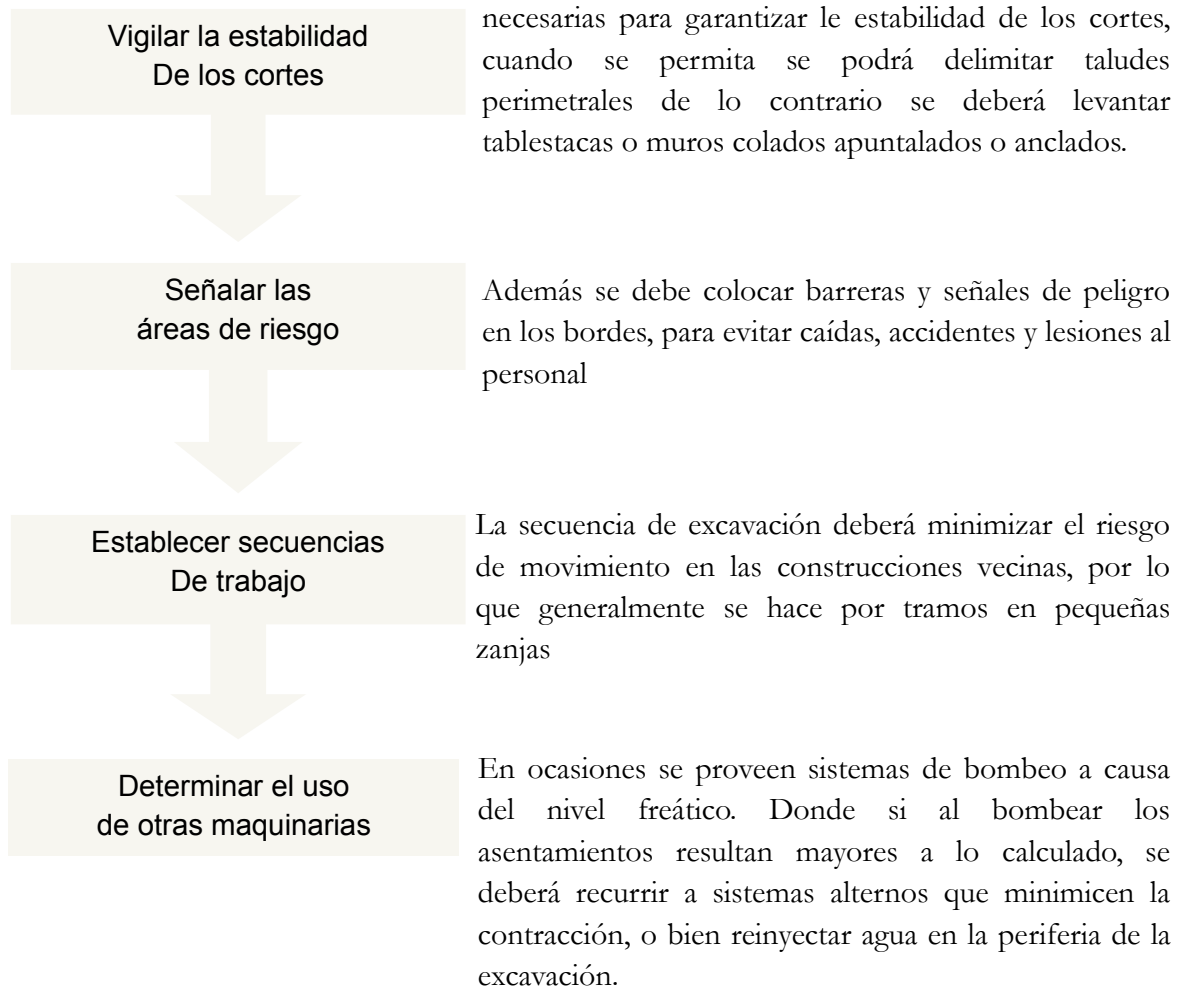 Vigilar la estabilidad
De los cortes
necesarias para garantizar le estabilidad de los cortes,
cuando se permita se podrá delimitar taludes
perimetrales de lo contrario se deberá levantar
tablestacas o muros colados apuntalados o anclados.
Señalar las
áreas de riesgo
Además se debe colocar barreras y señales de peligro
en los bordes, para evitar caídas, accidentes y lesiones al
personal
Establecer secuencias
De trabajo
La secuencia de excavación deberá minimizar el riesgo
de movimiento en las construcciones vecinas, por lo
que generalmente se hace por tramos en pequeñas
zanjas
Determinar el uso
de otras maquinarias
En ocasiones se proveen sistemas de bombeo a causa
del nivel freático. Donde si al bombear los
asentamientos resultan mayores a lo calculado, se
deberá recurrir a sistemas alternos que minimicen la
contracción, o bien reinyectar agua en la periferia de la
excavación.